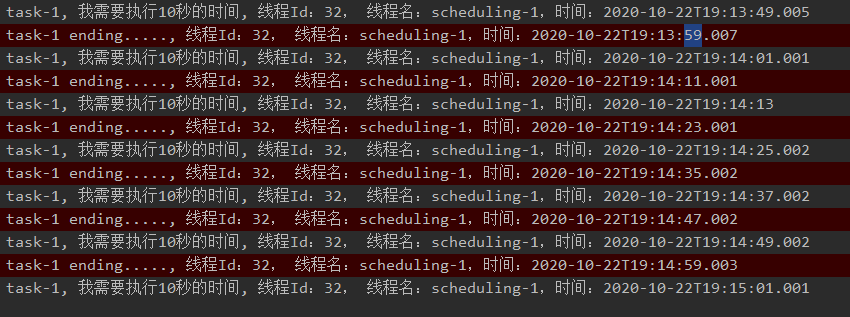 task-1, 我需要执行10秒的时间, 线程Id：32， 线程名：scheduling-1，时间：2020-10-22T19:13:49.005
task-1 ending....., 线程Id：32， 线程名：scheduling-1，时间：2020-10-22T19:13:59.007
task-1, 我需要执行10秒的时间, 线程Id：32， 线程名：scheduling-1，时间：2020-10-22T19:14:01.001
task-1 ending....., 线程Id：32， 线程名：scheduling-1，时间：2020-10-22T19:14:11.001
task-1, 我需要执行10秒的时间, 线程Id：32， 线程名：scheduling-1，时间：2020-10-22T19:14:13
task-1 ending....., 线程Id：32， 线程名：scheduling-1，时间：2020-10-22T19:14:23.001
task-1, 我需要执行10秒的时间, 线程Id：32， 线程名：scheduling-1，时间：2020-10-22T19:14:25.002
task-1 ending....., 线程Id：32， 线程名：scheduling-1，时间：2020-10-22T19:14:35.002
task-1, 我需要执行10秒的时间, 线程Id：32， 线程名：scheduling-1，时间：2020-10-22T19:14:37.002
task-1 ending....., 线程Id：32， 线程名：scheduling-1，时间：2020-10-22T19:14:47.002
task-1, 我需要执行10秒的时间, 线程Id：32， 线程名：scheduling-1，时间：2020-10-22T19:14:49.002
task-1 ending....., 线程Id：32， 线程名：scheduling-1，时间：2020-10-22T19:14:59.003
task-1, 我需要执行10秒的时间, 线程Id：32， 线程名：scheduling-1，时间：2020-10-22T19:15:01.001